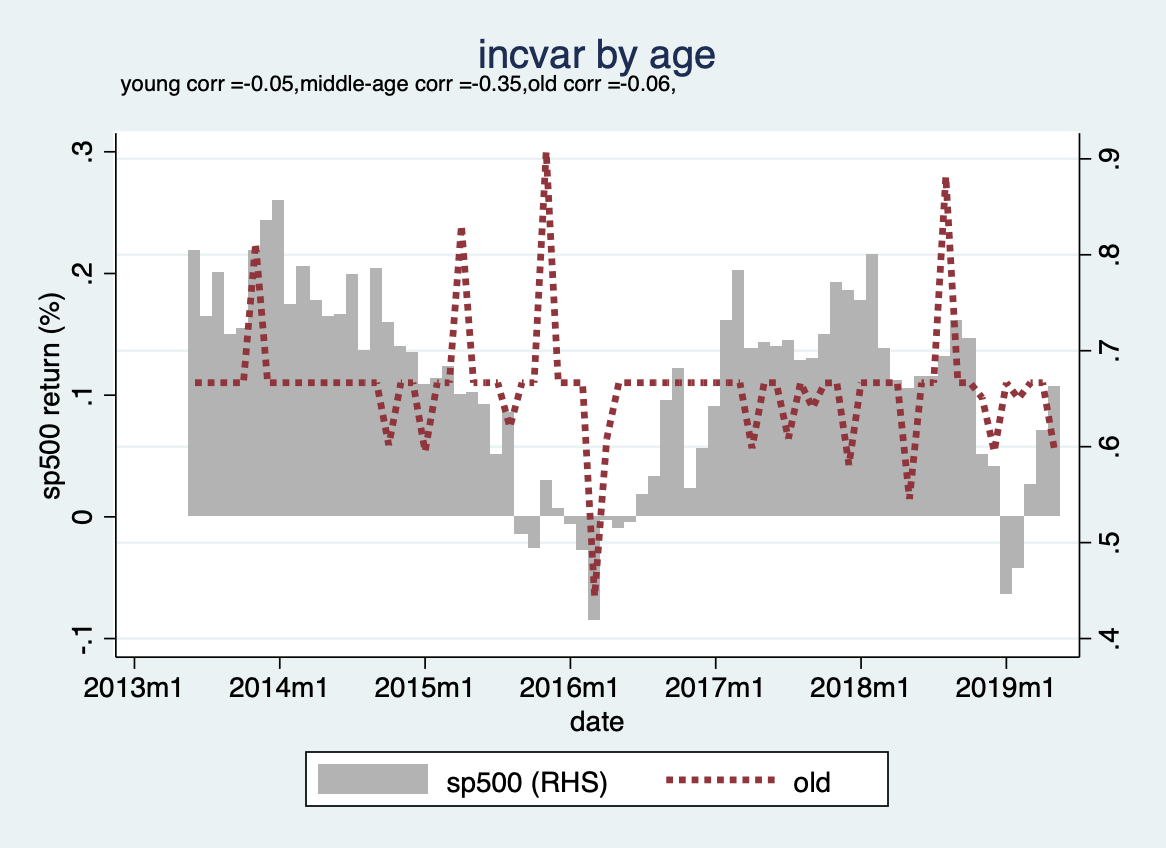 incvar by age
young corr =-0.05,middle-age corr =-0.35,old corr =-0.06,
sp500 return (%)
.3
.2
.1
0
-.1
.9
.8
.7
.6
.5
.4
2013m1 2014m1 2015m1 2016m1 2017m1 2018m1 2019m1
date
sp500 (RHS) old